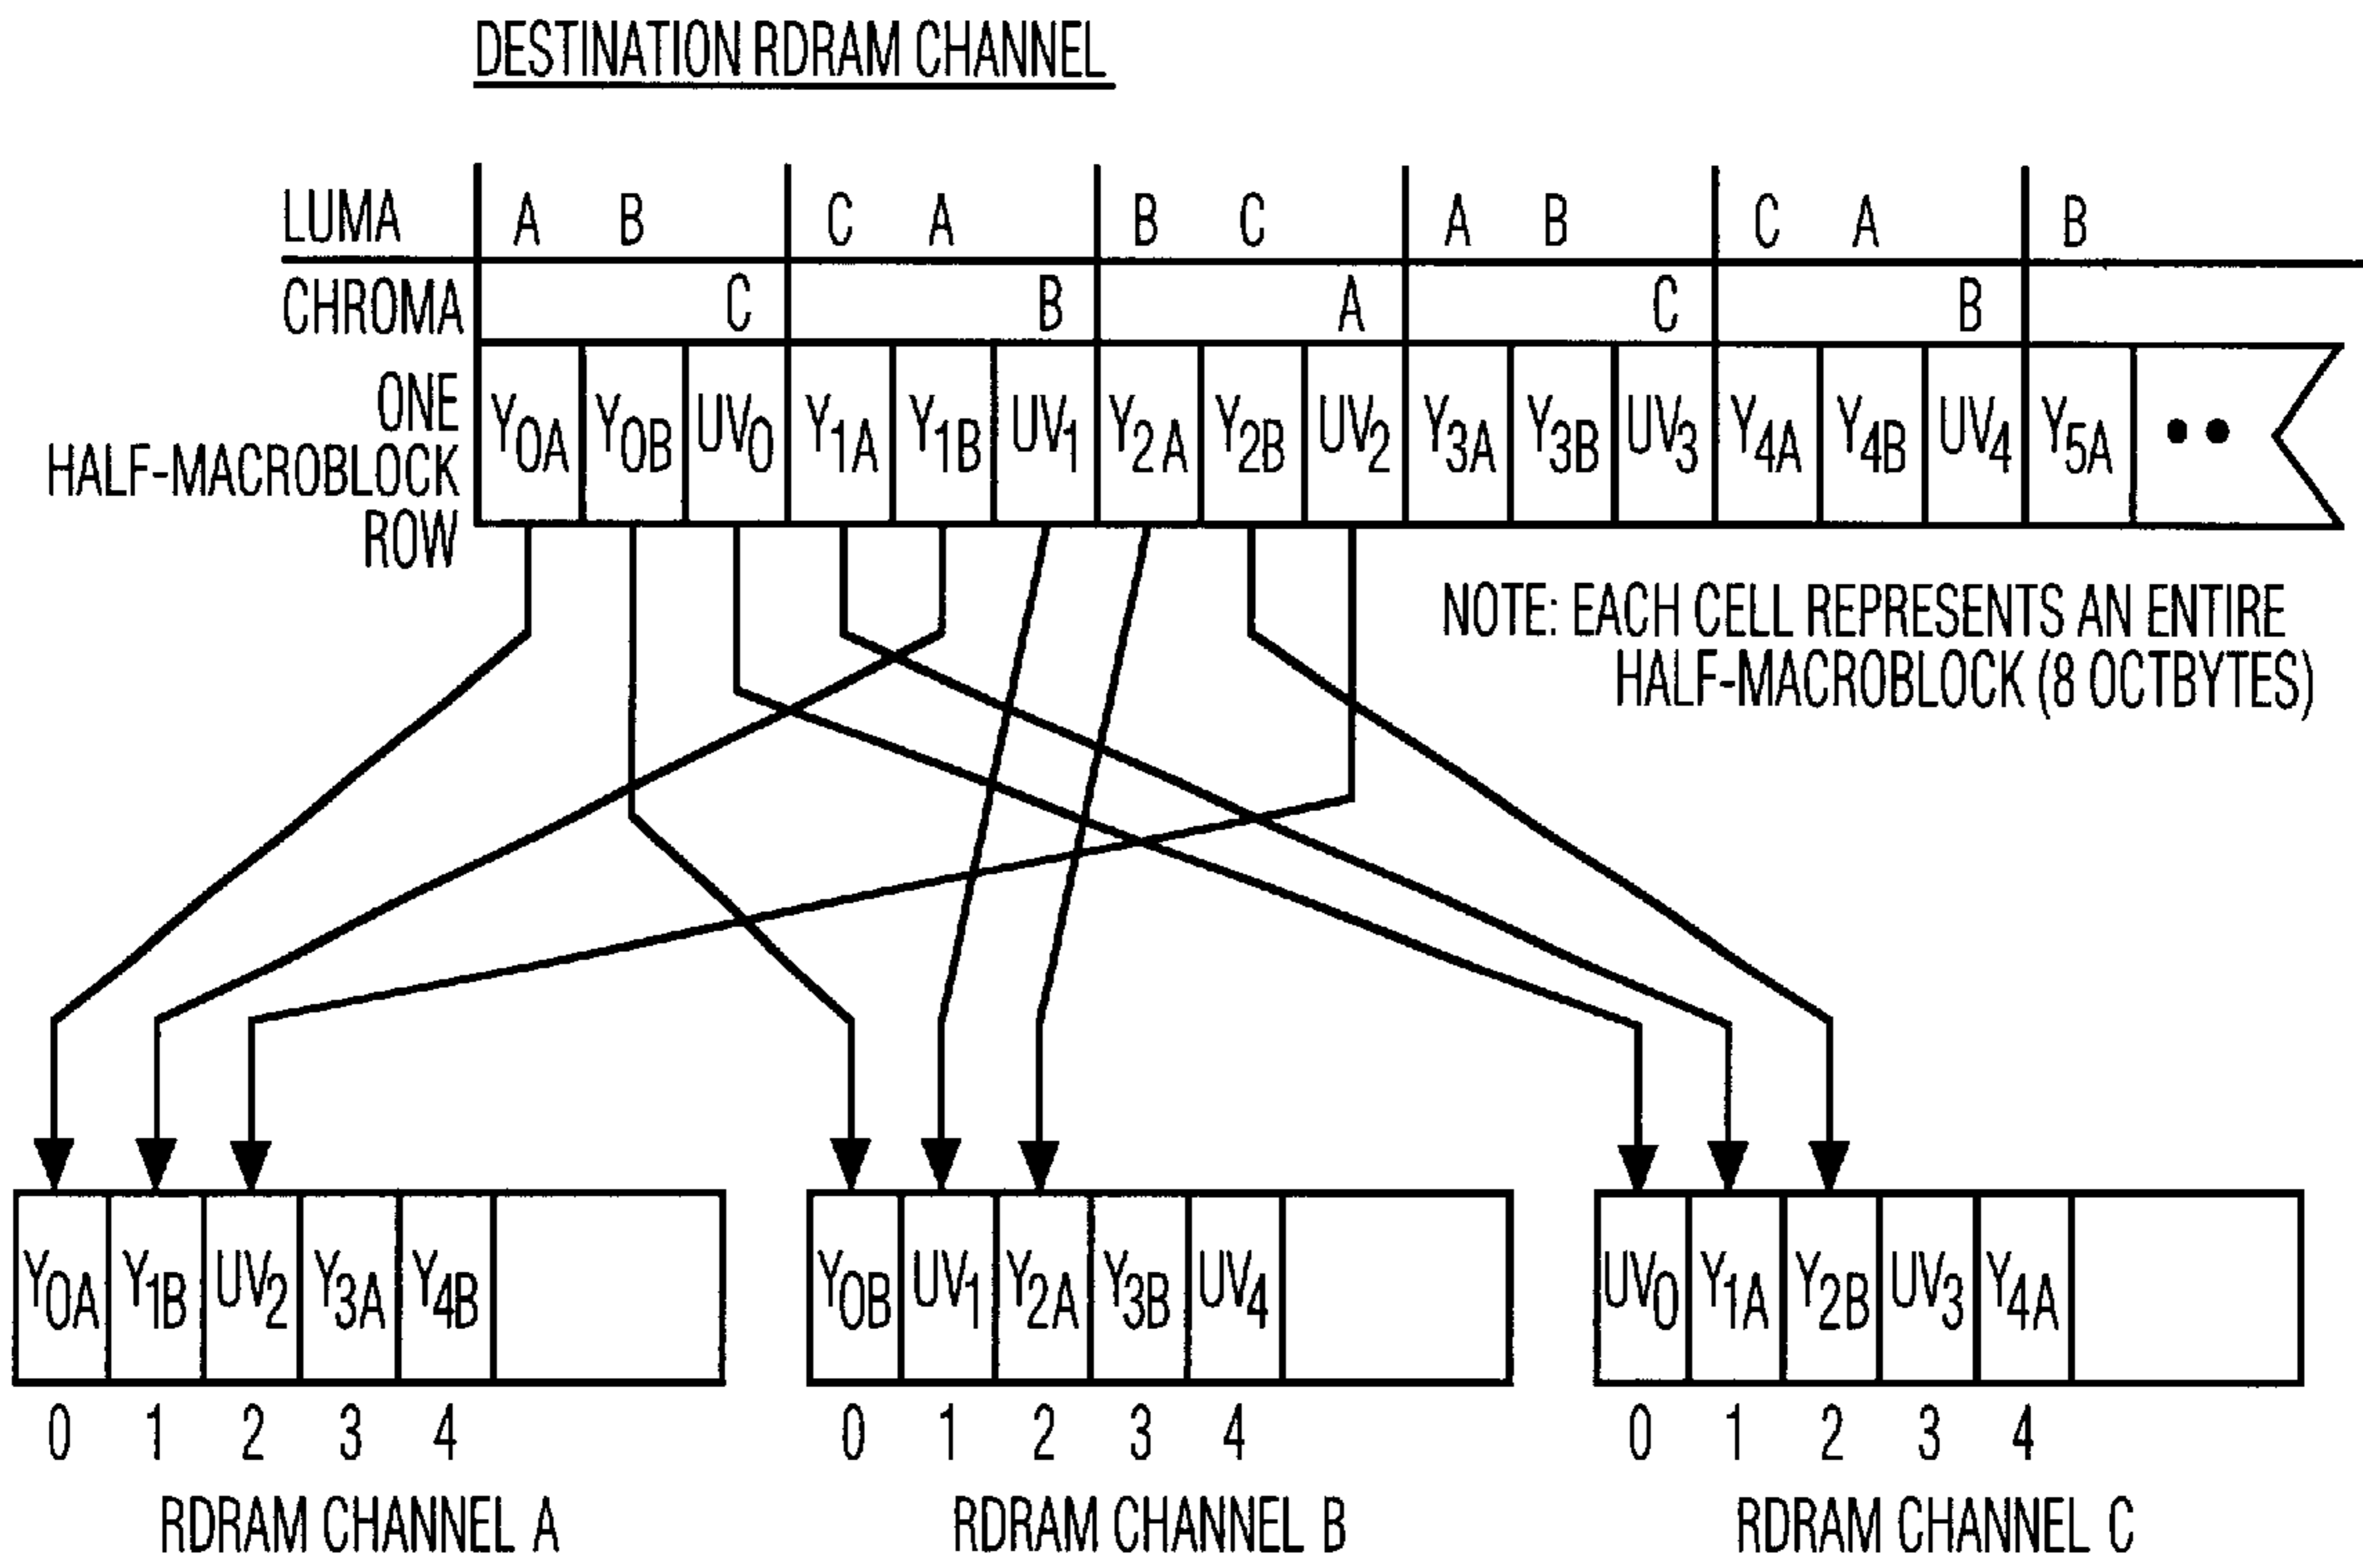 DESTINATION RDRAM CHANNEL
LUMA A B C A B C A B C A B
CHROMA C B A C B
ONE
HALF-MACROBLOCK
ROW
Y0A Y0B UV0 Y1A Y1B UV1 Y2A Y2B UV2 Y3A Y3B UV3 Y4A Y4B UV4 Y5A ••
NOTE: EACH CELL REPRESENTS AN ENTIRE
HALF-MACROBLOCK (8 OCTBYTES)
Y0A Y1B UV2 Y3A Y4B
0 1 2 3 4
RDRAM CHANNEL A
Y0B UV1 Y2A Y3B UV4
0 1 2 3 4
RDRAM CHANNEL B
UV0 Y1A Y2B UV3 Y4A
0 1 2 3 4
RDRAM CHANNEL C